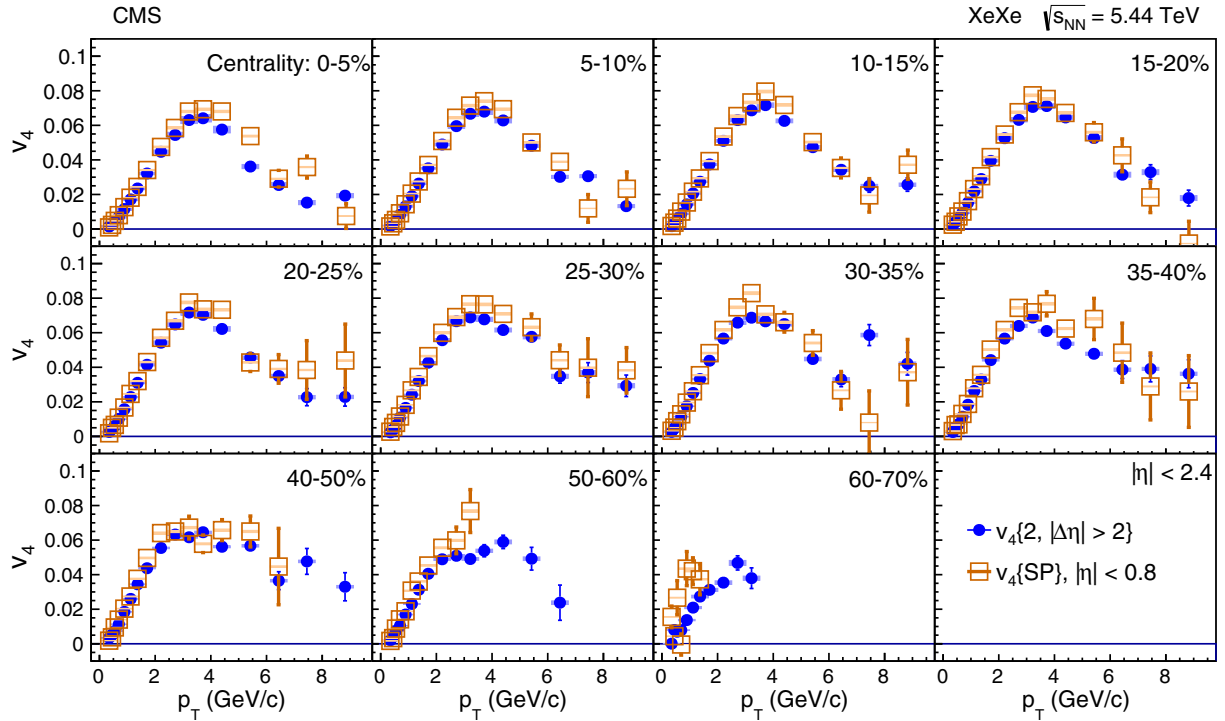 CMS
XeXe √s_NN = 5.44 TeV
Centrality: 0-5%
5-10%
10-15%
15-20%
0.1
0.08
0.06
0.04
0.02
0
v4
20-25%
25-30%
30-35%
35-40%
0.1
0.08
0.06
0.04
0.02
0
v4
40-50%
50-60%
60-70%
|η| < 2.4
0.1
0.08
0.06
0.04
0.02
0
v4
v4{2, |Δη| > 2}
v4{SP}, |η| < 0.8
0 2 4 6 8
0 2 4 6 8
0 2 4 6 8
0 2 4 6 8
pT (GeV/c)
pT (GeV/c)
pT (GeV/c)
pT (GeV/c)